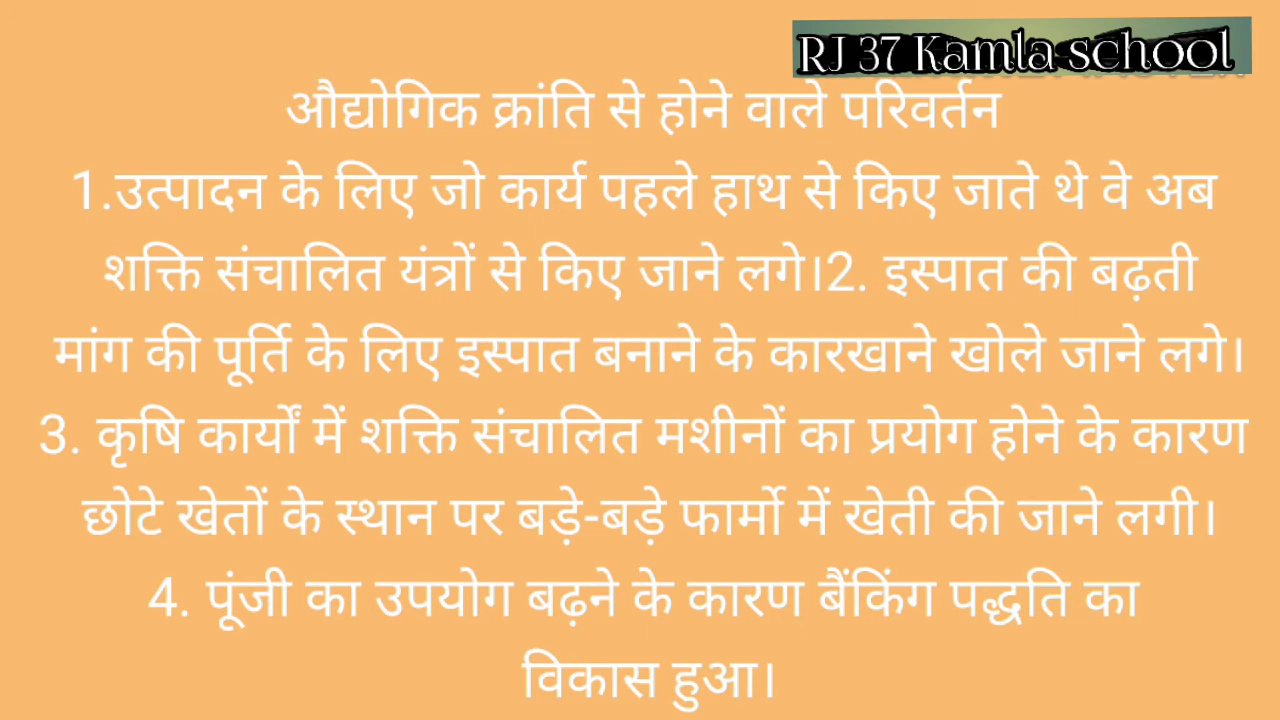 RJ 37 Kamla school
औद्योगिक क्रांति से होने वाले परिवर्तन
1.उत्पादन के लिए जो कार्य पहले हाथ से किए जाते थे वे अब
शक्ति संचालित यंत्रों से किए जाने लगे।2. इस्पात की बढ़ती
मांग की पूर्ति के लिए इस्पात बनाने के कारखाने खोले जाने लगे।
3. कृषि कार्यों में शक्ति संचालित मशीनों का प्रयोग होने के कारण
छोटे खेतों के स्थान पर बड़े-बड़े फार्मो में खेती की जाने लगी।
4. पूंजी का उपयोग बढ़ने के कारण बैंकिंग पद्धति का
विकास हुआ।